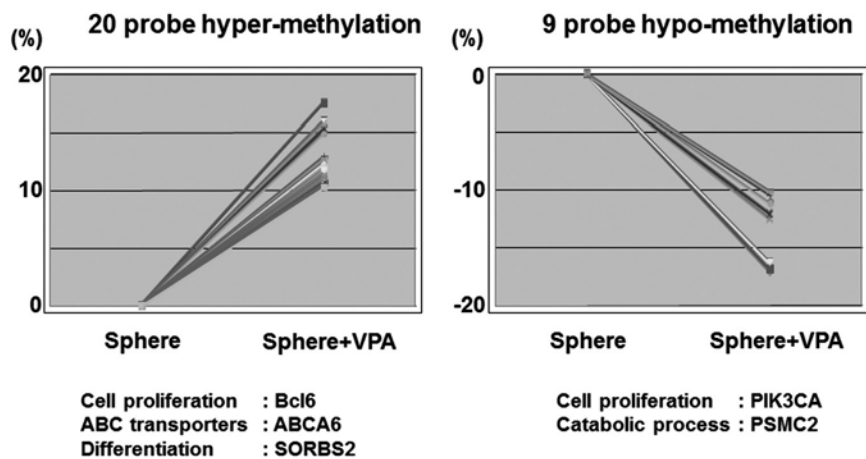 20 probe hyper-methylation
(%)
20
10
0
Sphere Sphere+VPA
Cell proliferation : Bcl6
ABC transporters : ABCA6
Differentiation : SORBS2
9 probe hypo-methylation
(%)
0
-10
-20
Sphere Sphere+VPA
Cell proliferation : PIK3CA
Catabolic process : PSMC2